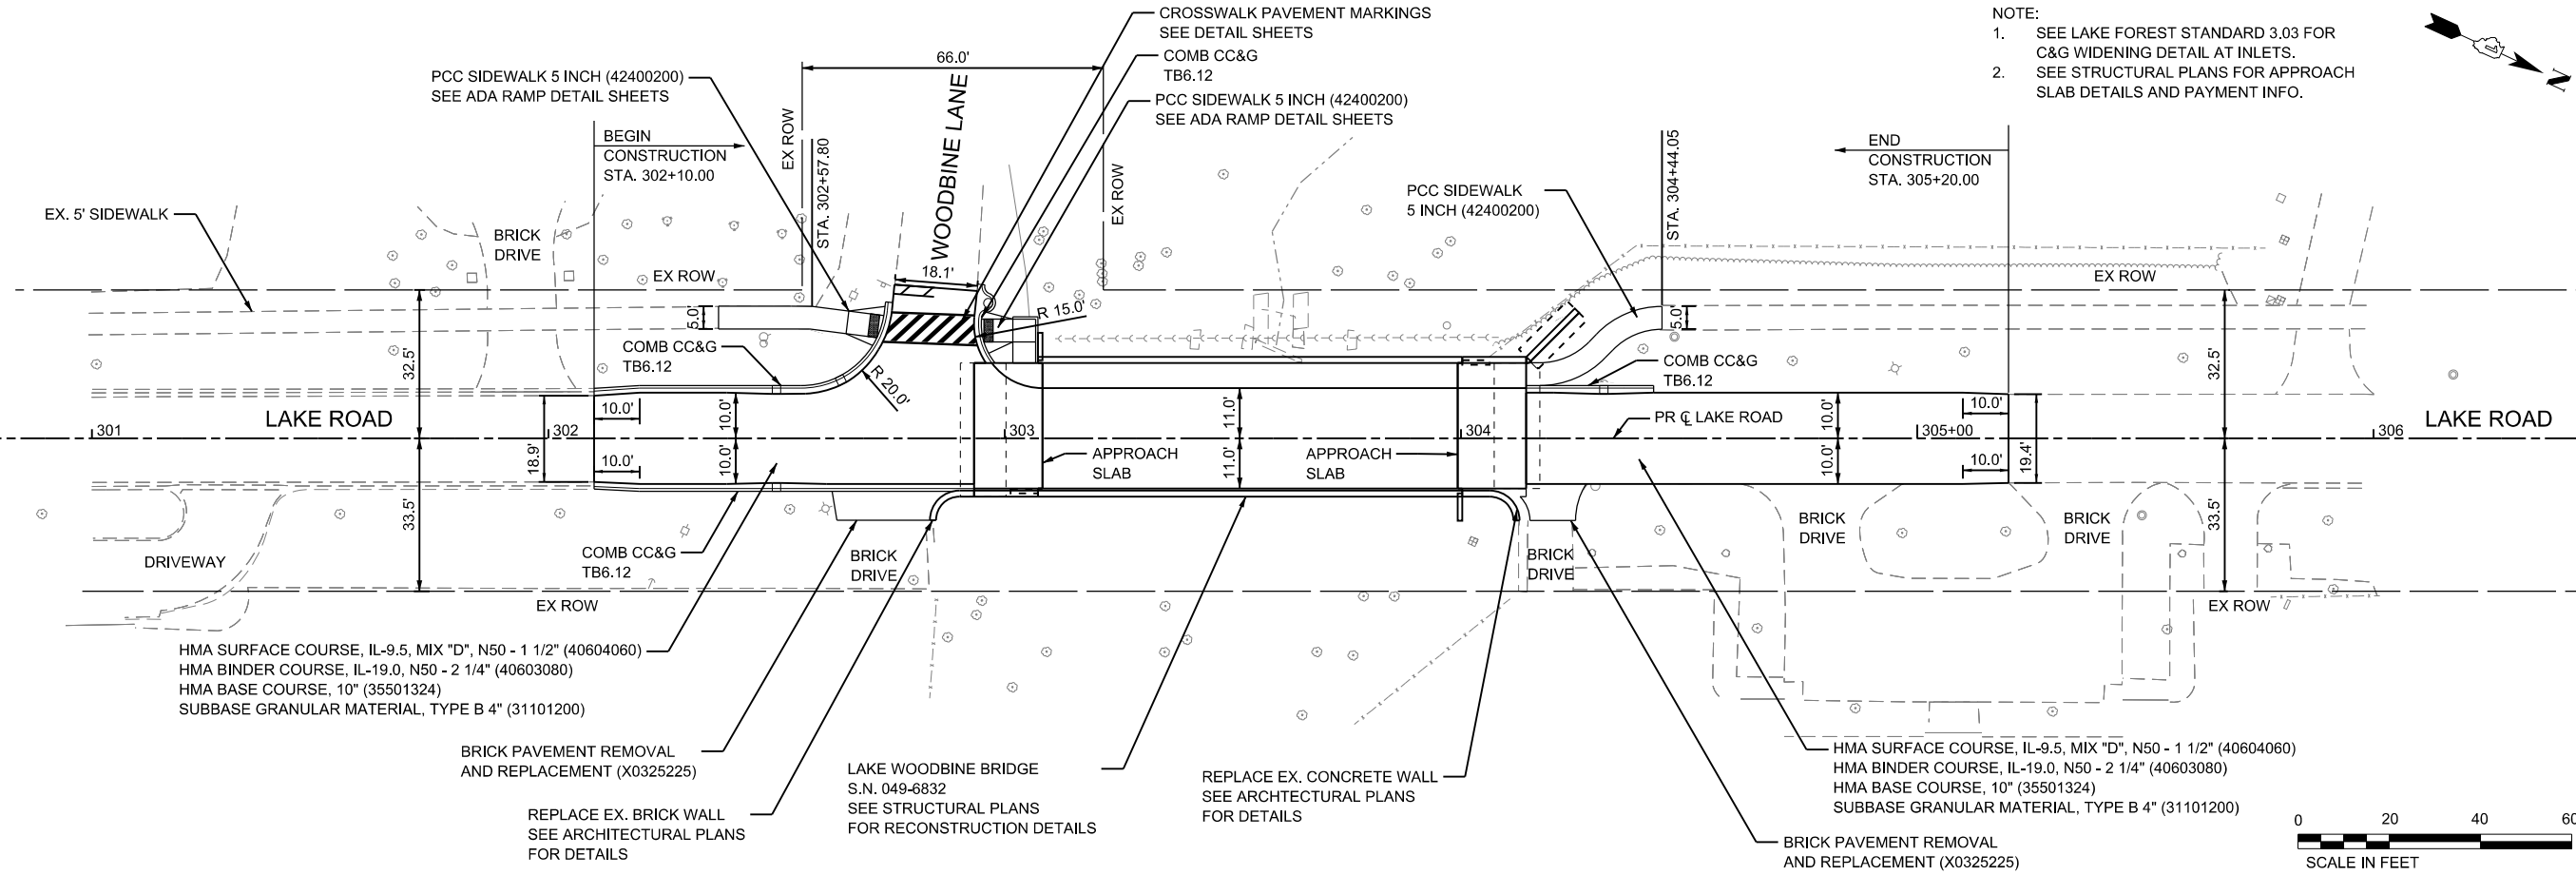 CROSSWALK PAVEMENT MARKINGS
SEE DETAIL SHEETS
COMB CC&G
TB6.12
PCC SIDEWALK 5 INCH (42400200)
SEE ADA RAMP DETAIL SHEETS
66.0'
PCC SIDEWALK 5 INCH (42400200)
SEE ADA RAMP DETAIL SHEETS
NOTE:
1. SEE LAKE FOREST STANDARD 3.03 FOR
C&G WIDENING DETAIL AT INLETS.
2. SEE STRUCTURAL PLANS FOR APPROACH
SLAB DETAILS AND PAYMENT INFO.
N
BEGIN
CONSTRUCTION
STA. 302+10.00
EX ROW
STA. 302+57.80
WOODBINE LANE
EX ROW
STA. 304+44.05
END
CONSTRUCTION
STA. 305+20.00
EX. 5' SIDEWALK
BRICK
DRIVE
EX ROW
18.1'
PCC SIDEWALK
5 INCH (42400200)
EX ROW
5.0'
R 15.0'
5.0'
COMB CC&G
TB6.12
R 20.0'
COMB CC&G
TB6.12
32.5'
32.5'
LAKE ROAD
10.0'
10.0'
11.0'
PR CL LAKE ROAD
10.0'
10.0'
LAKE ROAD
301
302
303
304
305+00
306
18.9'
10.0'
10.0'
APPROACH
SLAB
11.0'
APPROACH
SLAB
10.0'
10.0'
19.4'
33.5'
33.5'
DRIVEWAY
COMB CC&G
TB6.12
BRICK
DRIVE
BRICK
DRIVE
BRICK
DRIVE
BRICK
DRIVE
EX ROW
EX ROW
HMA SURFACE COURSE, IL-9.5, MIX "D", N50 - 1 1/2" (40604060)
HMA BINDER COURSE, IL-19.0, N50 - 2 1/4" (40603080)
HMA BASE COURSE, 10" (35501324)
SUBBASE GRANULAR MATERIAL, TYPE B 4" (31101200)
BRICK PAVEMENT REMOVAL
AND REPLACEMENT (X0325225)
REPLACE EX. BRICK WALL
SEE ARCHITECTURAL PLANS
FOR DETAILS
LAKE WOODBINE BRIDGE
S.N. 049-6832
SEE STRUCTURAL PLANS
FOR RECONSTRUCTION DETAILS
REPLACE EX. CONCRETE WALL
SEE ARCHTECTURAL PLANS
FOR DETAILS
HMA SURFACE COURSE, IL-9.5, MIX "D", N50 - 1 1/2" (40604060)
HMA BINDER COURSE, IL-19.0, N50 - 2 1/4" (40603080)
HMA BASE COURSE, 10" (35501324)
SUBBASE GRANULAR MATERIAL, TYPE B 4" (31101200)
BRICK PAVEMENT REMOVAL
AND REPLACEMENT (X0325225)
0 20 40 60
SCALE IN FEET